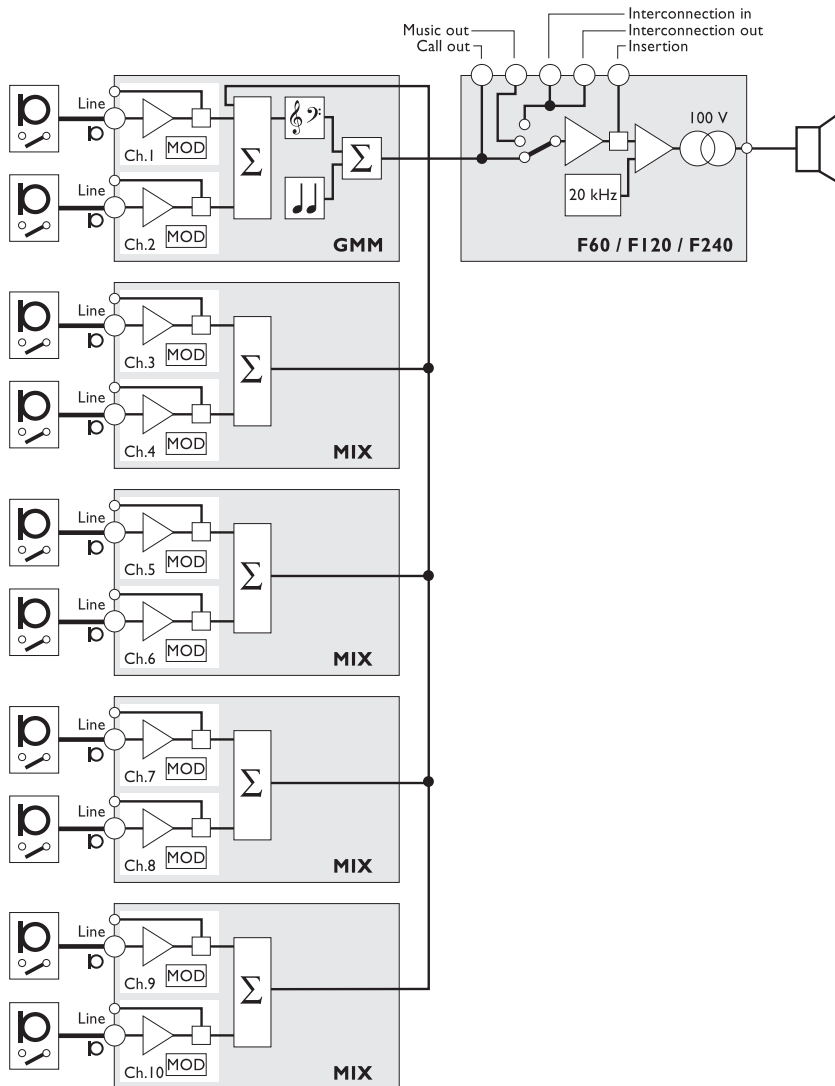 Interconnection in
Music out
Interconnection out
Call out
Insertion
Line
Ch.1
MOD
Σ
Σ
100 V
20 kHz
Line
Ch.2
MOD
GMM
F60 / F120 / F240
Line
Ch.3
MOD
Σ
Line
Ch.4
MOD
MIX
Line
Ch.5
MOD
Σ
Line
Ch.6
MOD
MIX
Line
Ch.7
MOD
Σ
Line
Ch.8
MOD
MIX
Line
Ch.9
MOD
Σ
Line
Ch.10
MOD
MIX